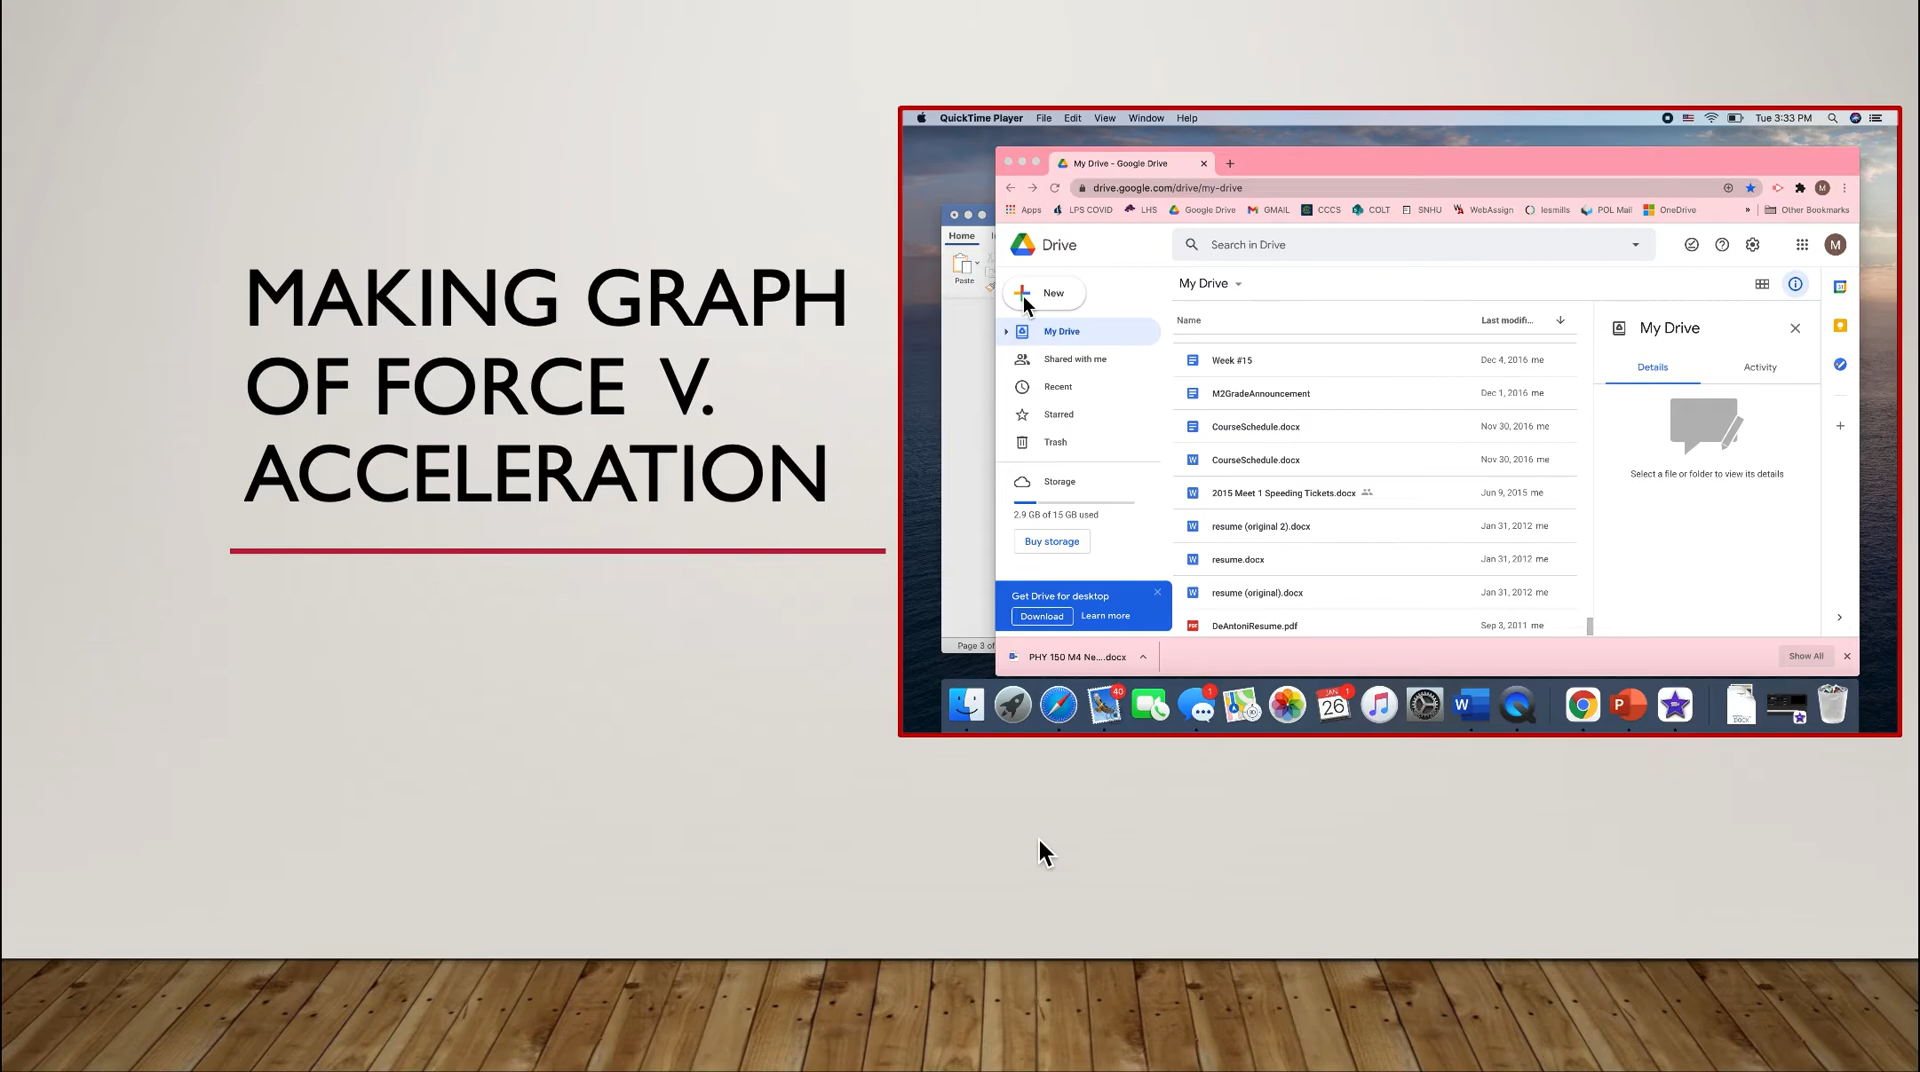 MAKING GRAPH
OF FORCE V.
ACCELERATION
QuickTime Player File Edit View Window Help
Tue 3:33 PM
My Drive - Google Drive
drive.google.com/drive/my-drive
M
Apps LPS COVID LHS Google Drive GMAIL CCCS COLT SNHU WebAssign lesmills POL Mail OneDrive » Other Bookmarks
Home
Paste
Drive
Search in Drive
M
New
My Drive
My Drive
Shared with me
Recent
Starred
Trash
Storage
2.9 GB of 15 GB used
Buy storage
Get Drive for desktop
Download Learn more
Name Last modifi...
Week #15 Dec 4, 2016 me
M2GradeAnnouncement Dec 1, 2016 me
CourseSchedule.docx Nov 30, 2016 me
CourseSchedule.docx Nov 30, 2016 me
2015 Meet 1 Speeding Tickets.docx Jun 9, 2015 me
resume (original 2).docx Jan 31, 2012 me
resume.docx Jan 31, 2012 me
resume (original).docx Jan 31, 2012 me
DeAntoniResume.pdf Sep 3, 2011 me
My Drive
Details Activity
Select a file or folder to view its details
Page 3 of
PHY 150 M4 Ne....docx
Show All
40
1
JAN 1
26
W
P
DOCX